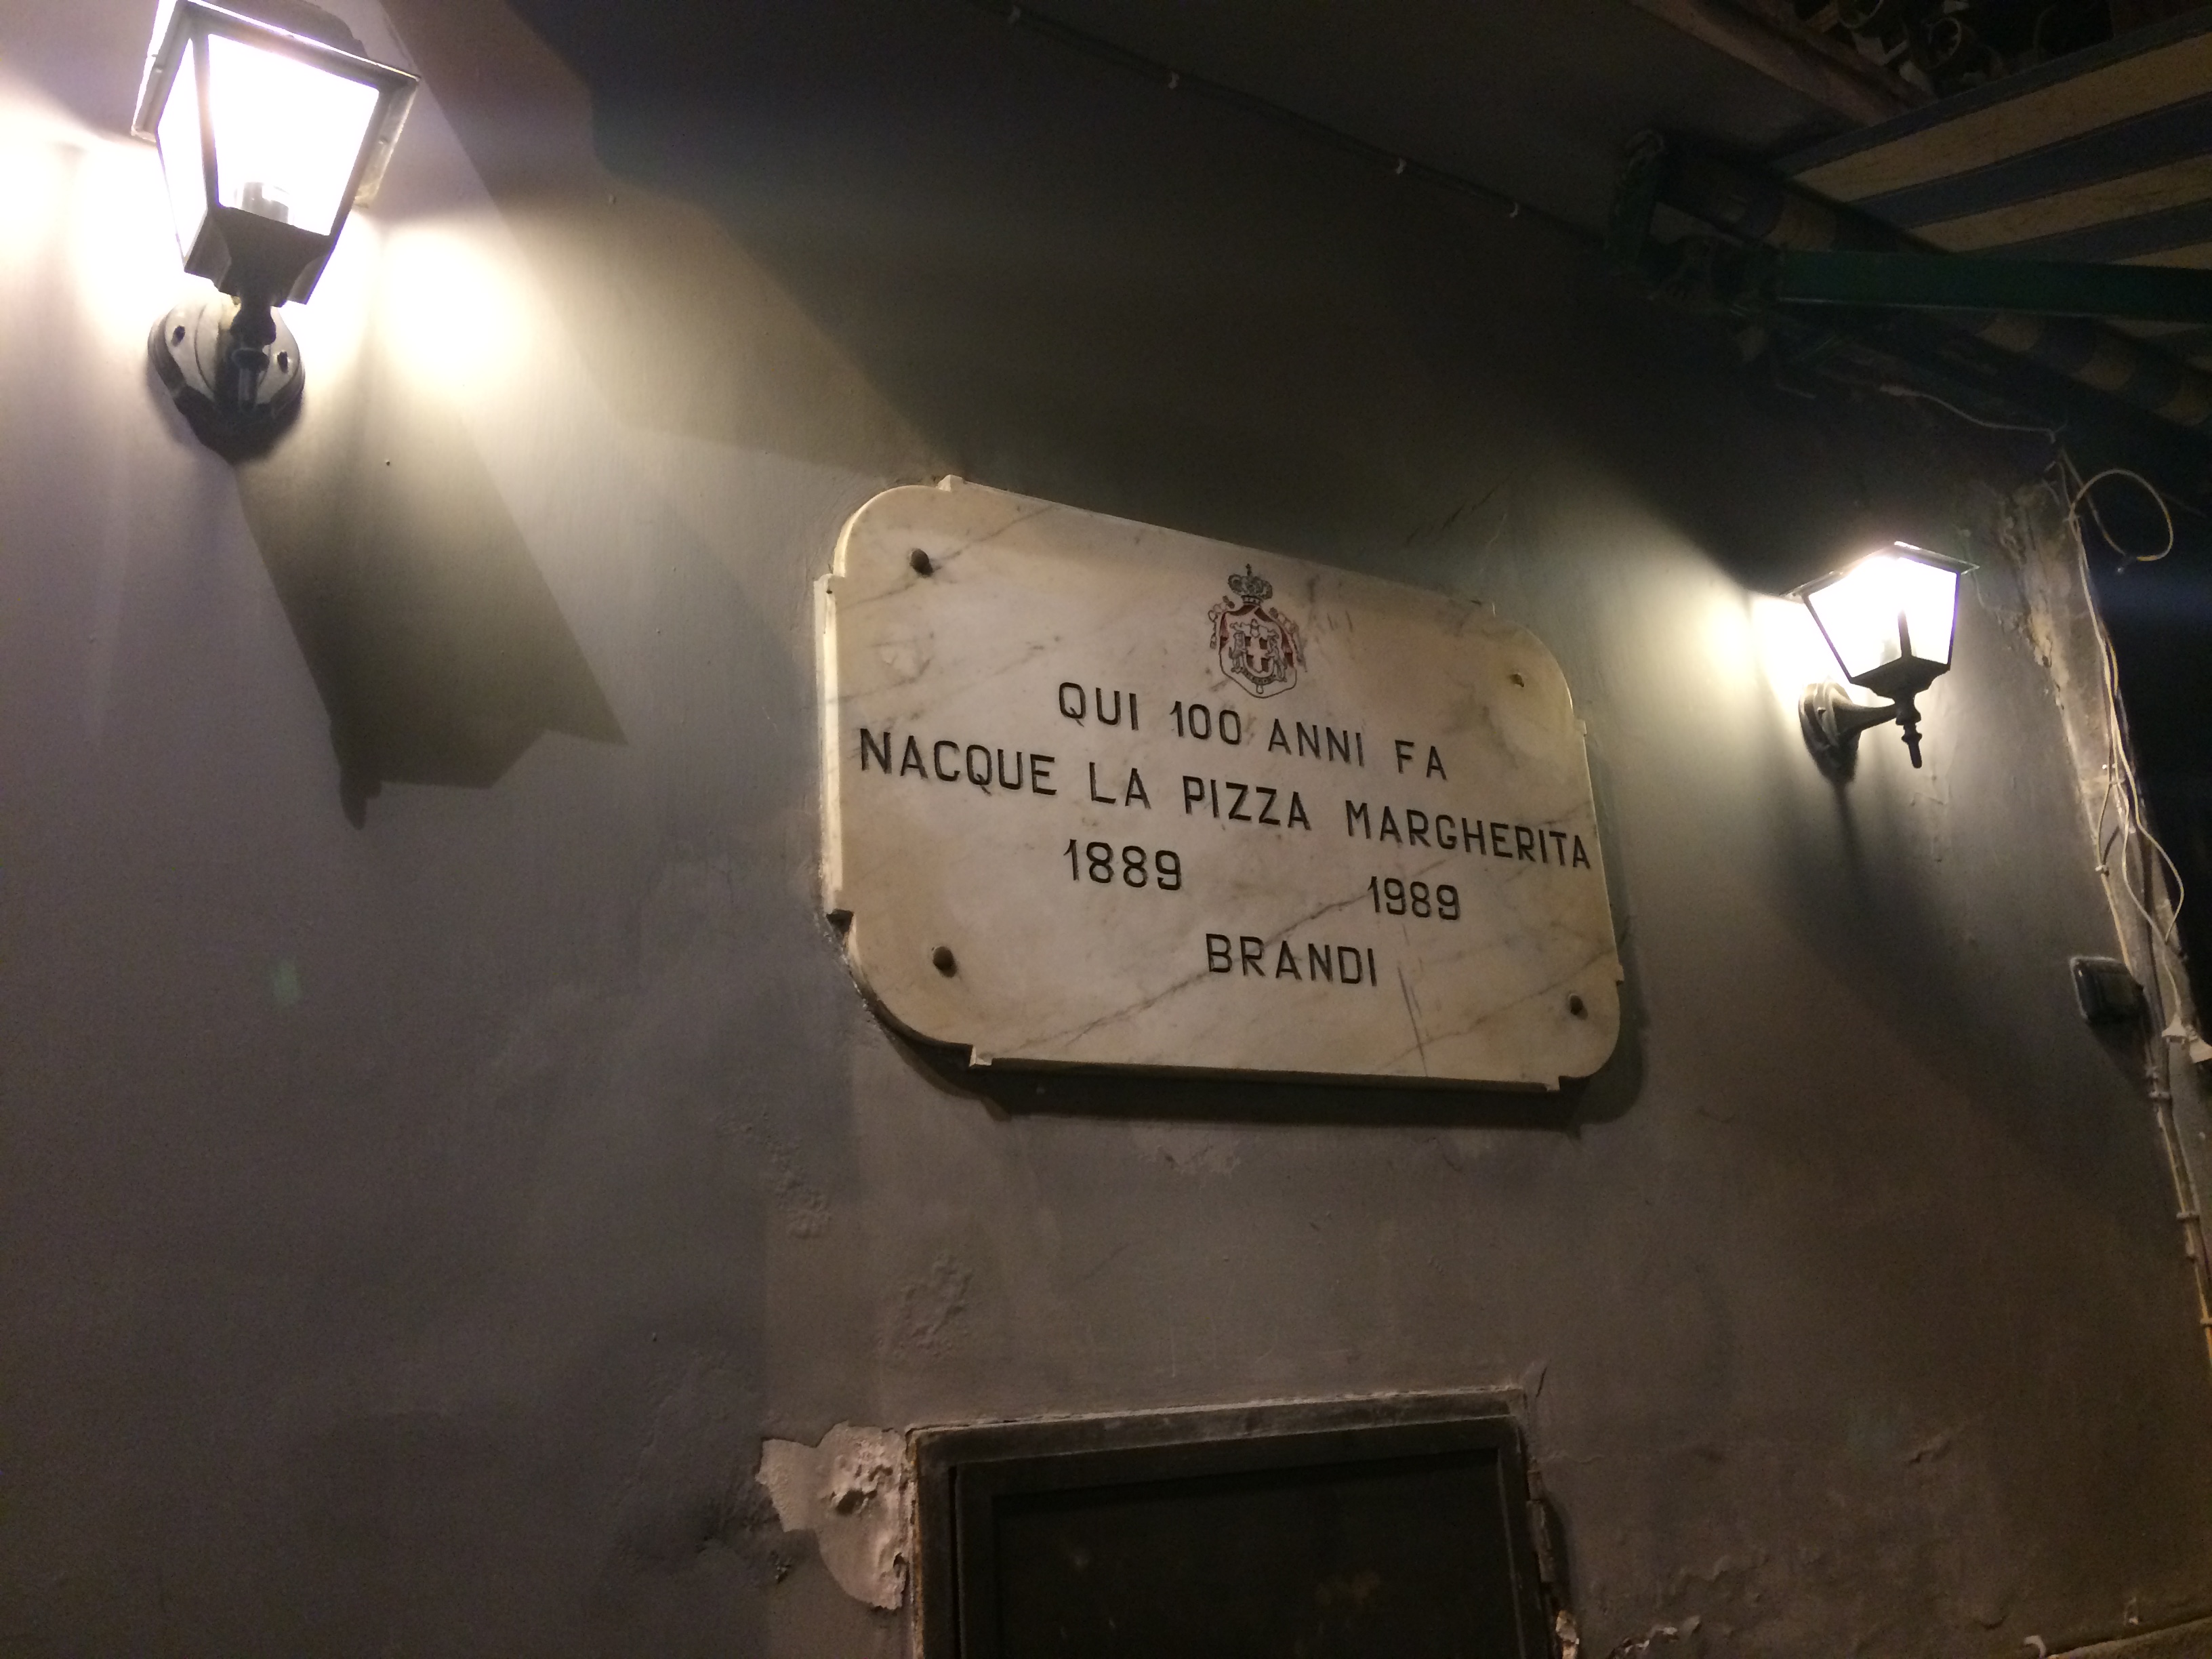 QUI 100 ANNI FA
NACQUE LA PIZZA MARGHERITA
1889 1989
BRANDI